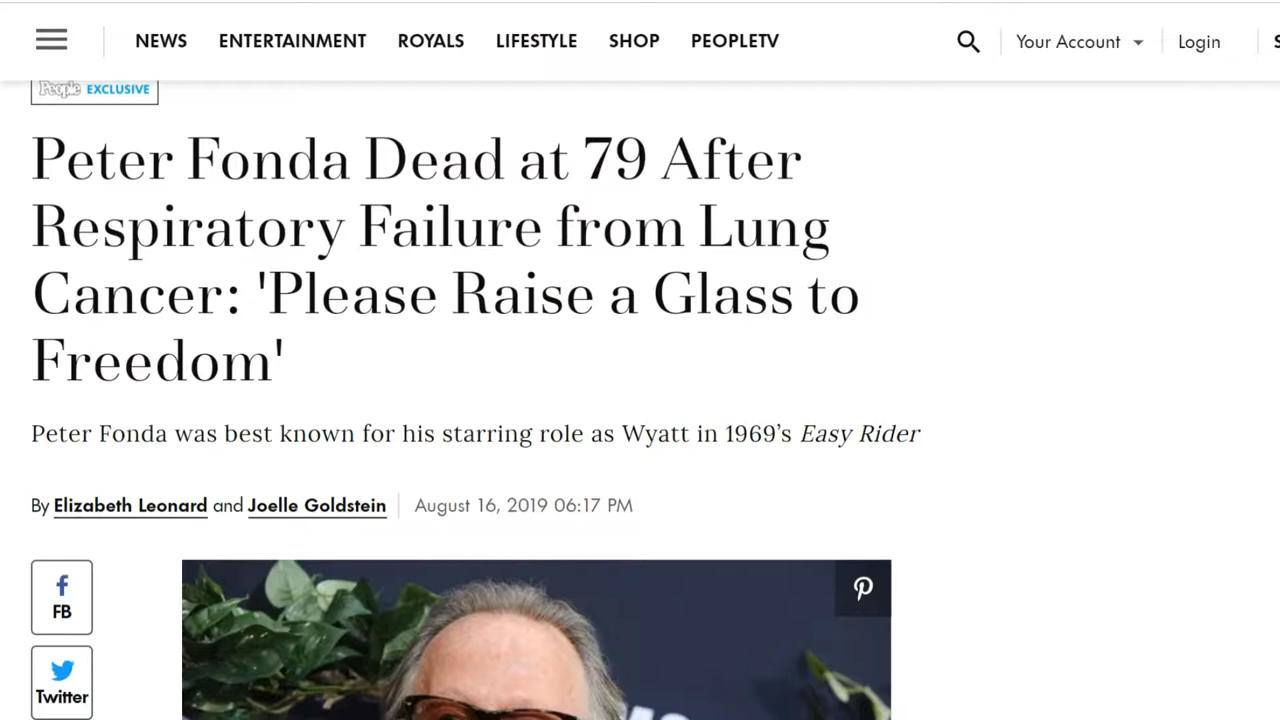 NEWS ENTERTAINMENT ROYALS LIFESTYLE SHOP PEOPLETV Your Account Login
People EXCLUSIVE
Peter Fonda Dead at 79 After
Respiratory Failure from Lung
Cancer: 'Please Raise a Glass to
Freedom'
Peter Fonda was best known for his starring role as Wyatt in 1969’s Easy Rider
By Elizabeth Leonard and Joelle Goldstein August 16, 2019 06:17 PM
FB
Twitter